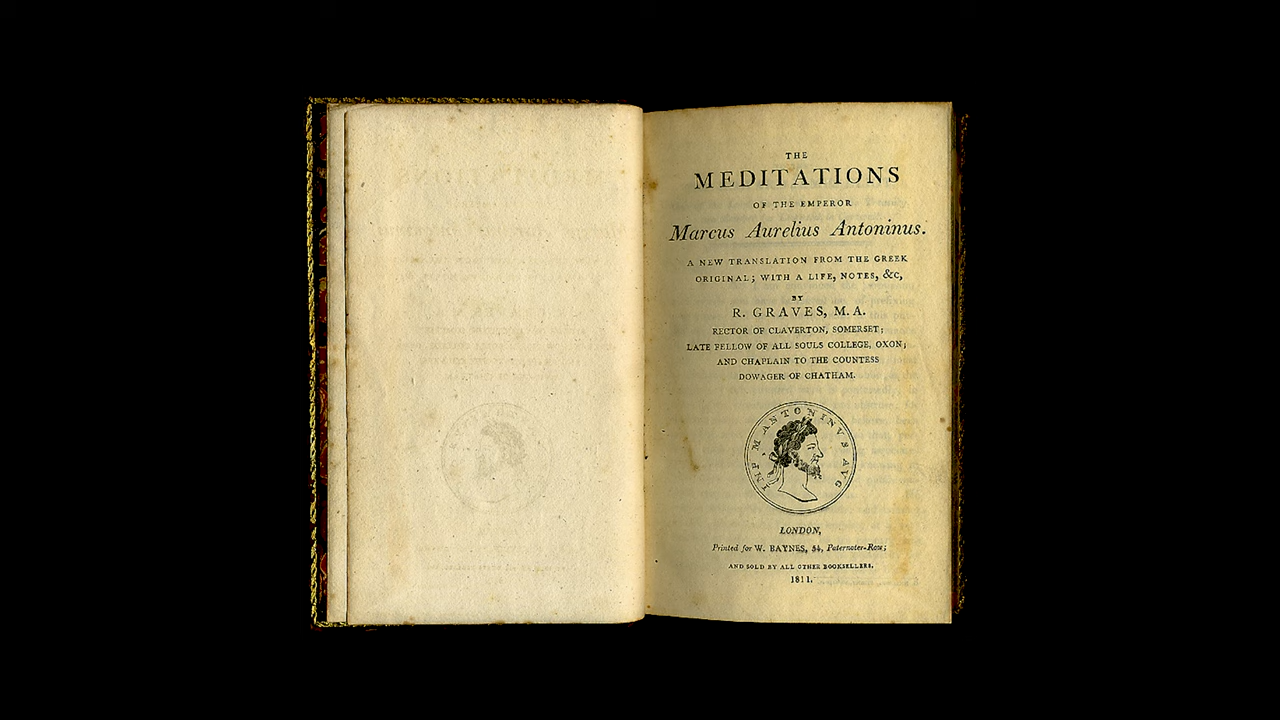 THE
MEDITATIONS
OF THE EMPEROR
Marcus Aurelius Antoninus.
A NEW TRANSLATION FROM THE GREEK
ORIGINAL; WITH A LIFE, NOTES, &c,
BY
R. GRAVES, M.A.
RECTOR OF CLAVERTON, SOMERSET;
LATE FELLOW OF ALL SOULS COLLEGE, OXON;
AND CHAPLAIN TO THE COUNTESS
DOWAGER OF CHATHAM.
IMP M ANTONINVS AVG
LONDON,
Printed for W. BAYNES, 54, Paternoster-Row;
AND SOLD BY ALL OTHER BOOKSELLERS.
1811.